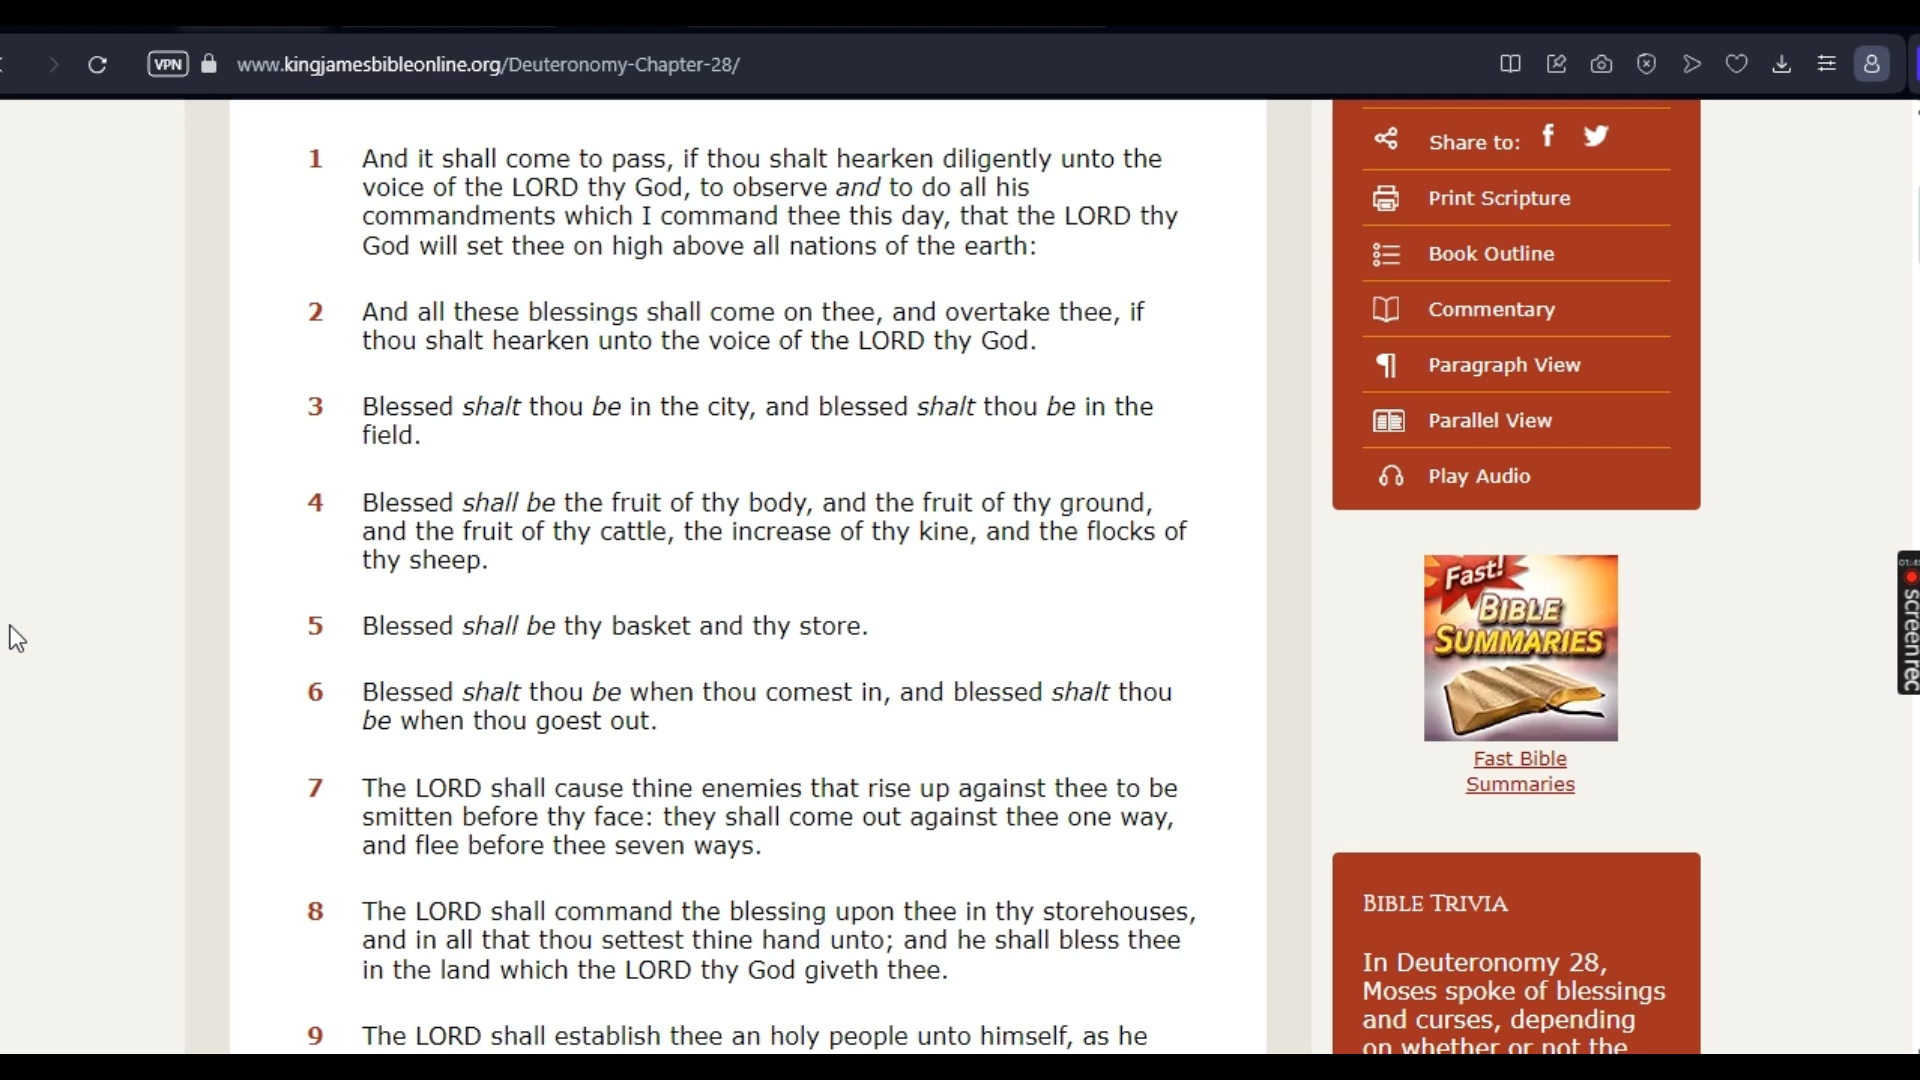 VPN
www.kingjamesbibleonline.org/Deuteronomy-Chapter-28/
1 And it shall come to pass, if thou shalt hearken diligently unto the
voice of the LORD thy God, to observe and to do all his
commandments which I command thee this day, that the LORD thy
God will set thee on high above all nations of the earth:
2 And all these blessings shall come on thee, and overtake thee, if
thou shalt hearken unto the voice of the LORD thy God.
3 Blessed shalt thou be in the city, and blessed shalt thou be in the
field.
4 Blessed shall be the fruit of thy body, and the fruit of thy ground,
and the fruit of thy cattle, the increase of thy kine, and the flocks of
thy sheep.
5 Blessed shall be thy basket and thy store.
6 Blessed shalt thou be when thou comest in, and blessed shalt thou
be when thou goest out.
7 The LORD shall cause thine enemies that rise up against thee to be
smitten before thy face: they shall come out against thee one way,
and flee before thee seven ways.
8 The LORD shall command the blessing upon thee in thy storehouses,
and in all that thou settest thine hand unto; and he shall bless thee
in the land which the LORD thy God giveth thee.
9 The LORD shall establish thee an holy people unto himself, as he
Share to:
Print Scripture
Book Outline
Commentary
Paragraph View
Parallel View
Play Audio
Fast!
BIBLE
SUMMARIES
Fast Bible
Summaries
BIBLE TRIVIA
In Deuteronomy 28,
Moses spoke of blessings
and curses, depending
on whether or not the
screenrec